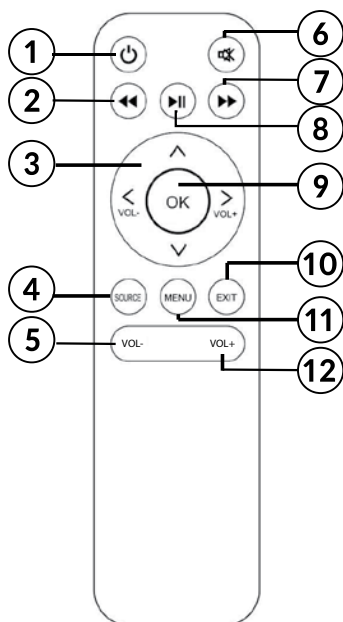 1
6
2
7
8
3
VOL-
OK
VOL+
9
4
SOURCE
MENU
EXIT
10
11
5
VOL-
VOL+
12